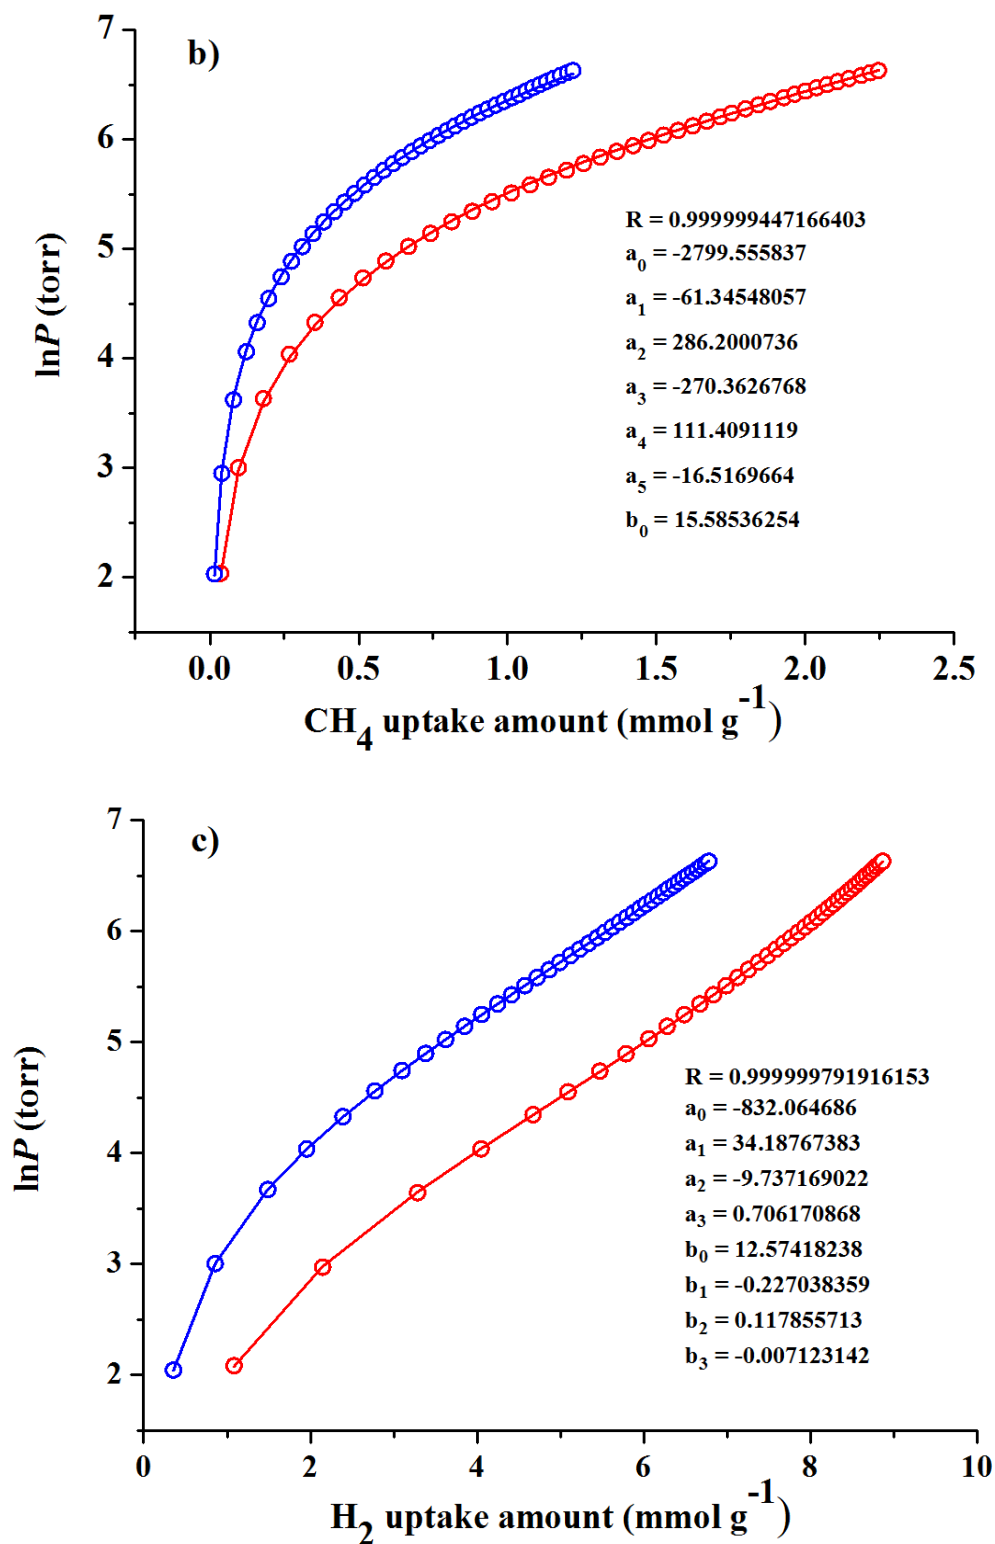 b)
7
6
5
4
3
2
lnP (torr)
R = 0.999999447166403
a0 = -2799.555837
a1 = -61.34548057
a2 = 286.2000736
a3 = -270.3626768
a4 = 111.4091119
a5 = -16.5169664
b0 = 15.58536254
0.0 0.5 1.0 1.5 2.0 2.5
CH4 uptake amount (mmol g-1)
c)
7
6
5
4
3
2
lnP (torr)
R = 0.999999791916153
a0 = -832.064686
a1 = 34.18767383
a2 = -9.737169022
a3 = 0.706170868
b0 = 12.57418238
b1 = -0.227038359
b2 = 0.117855713
b3 = -0.007123142
0 2 4 6 8 10
H2 uptake amount (mmol g-1)